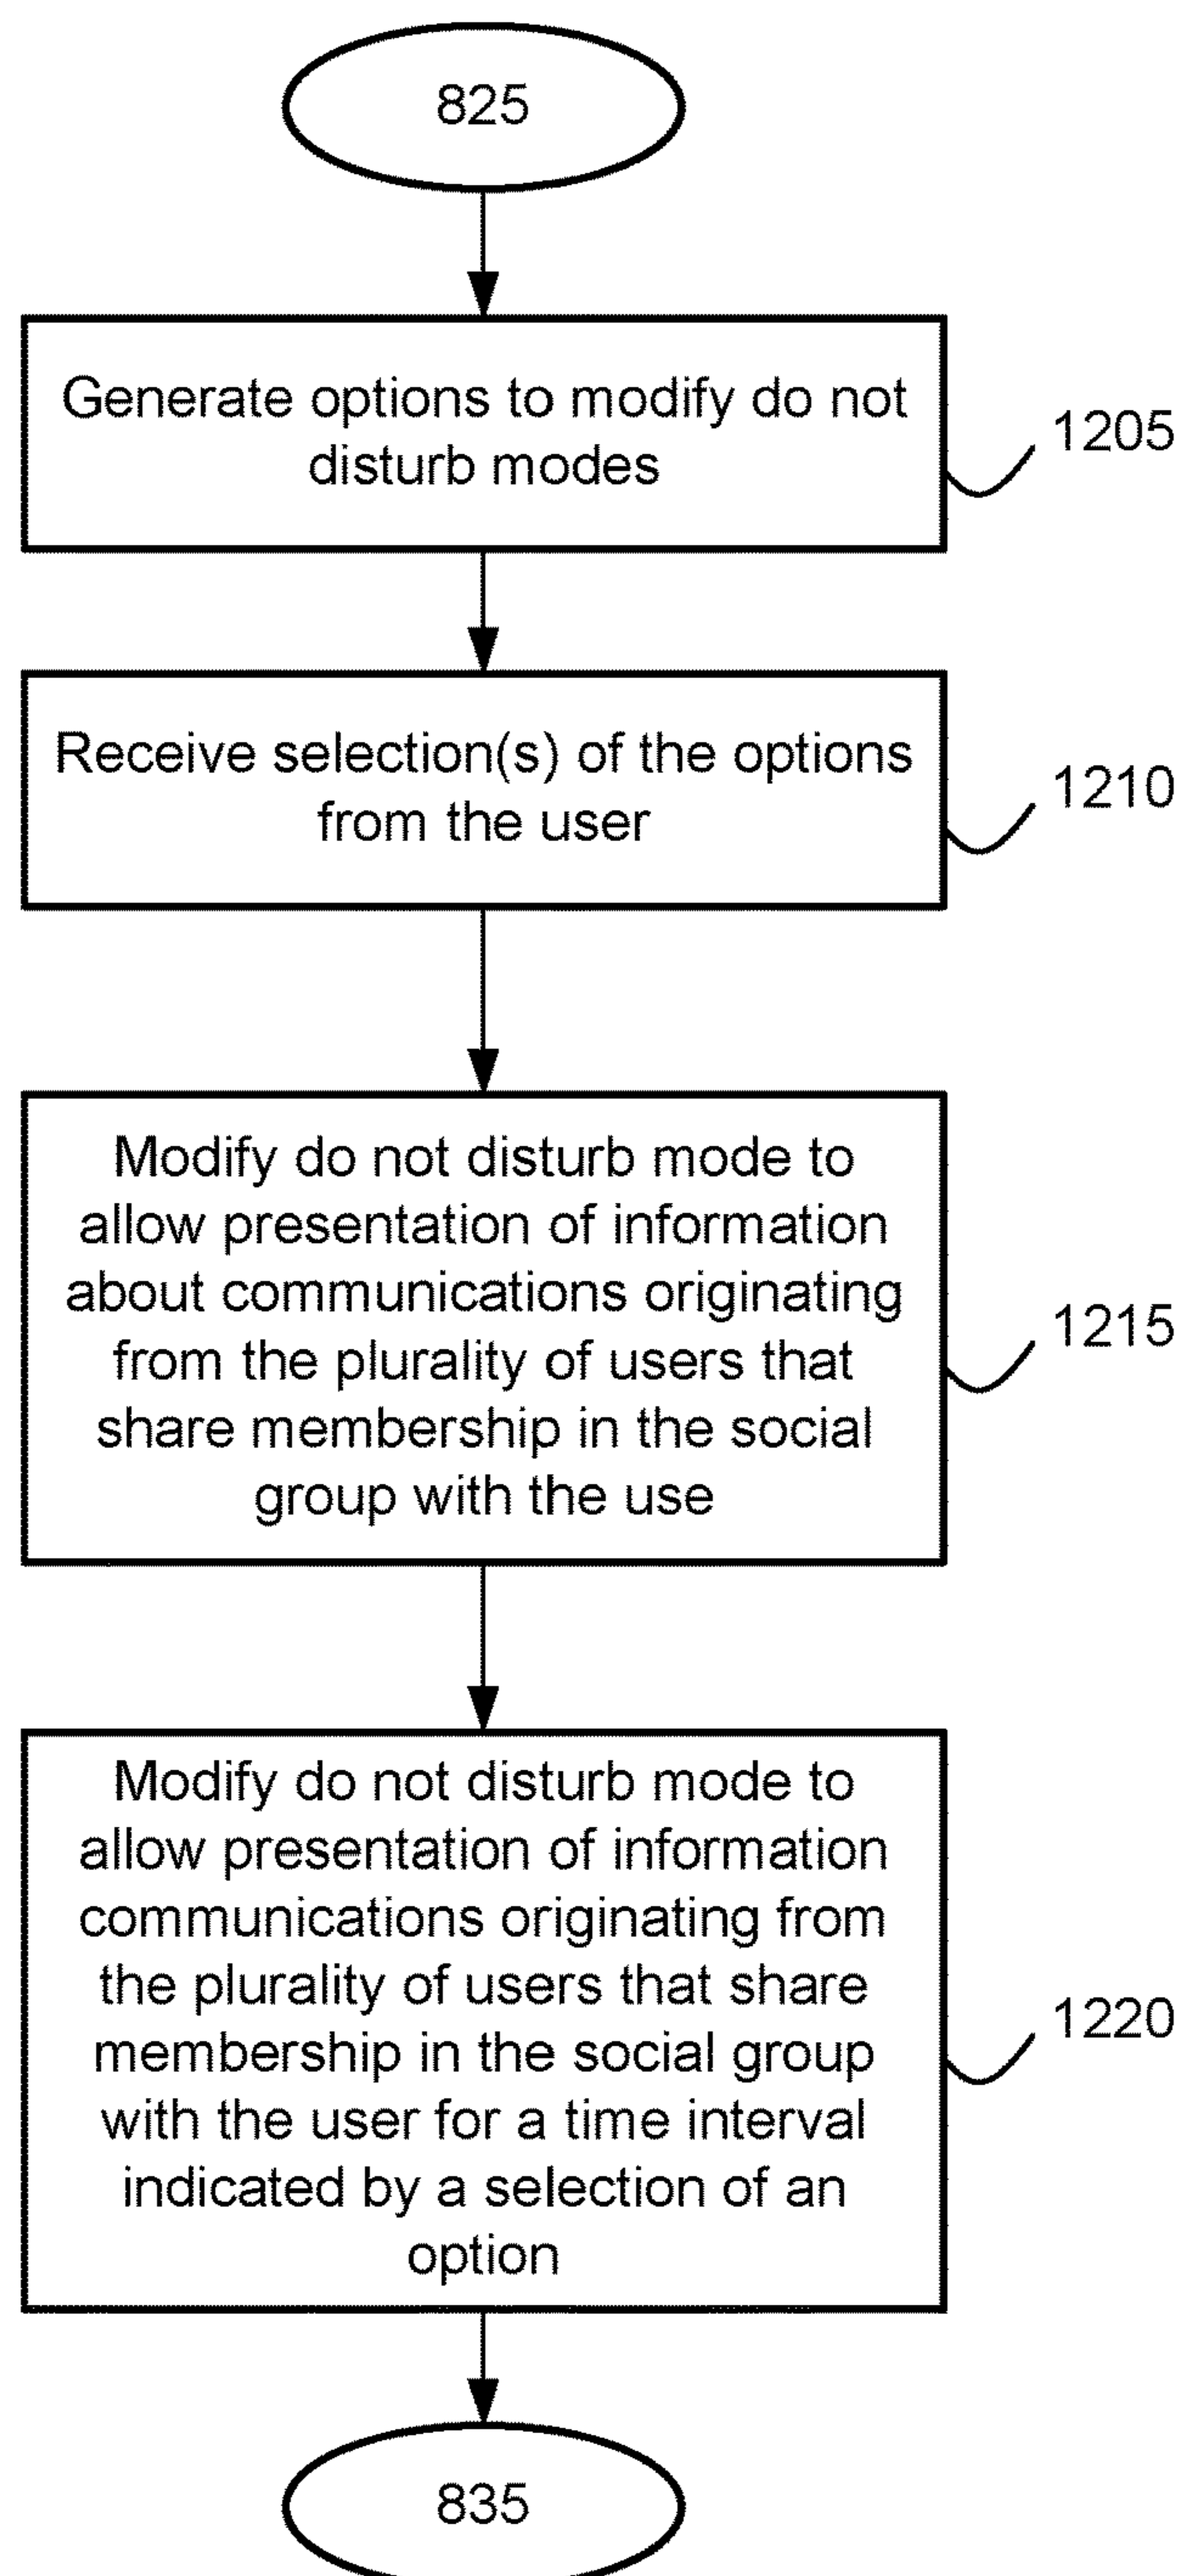 825
Generate options to modify do not
disturb modes
1205
Receive selection(s) of the options
from the user
1210
Modify do not disturb mode to
allow presentation of information
about communications originating
from the plurality of users that
share membership in the social
group with the use
1215
Modify do not disturb mode to
allow presentation of information
communications originating from
the plurality of users that share
membership in the social group
with the user for a time interval
indicated by a selection of an
option
1220
835